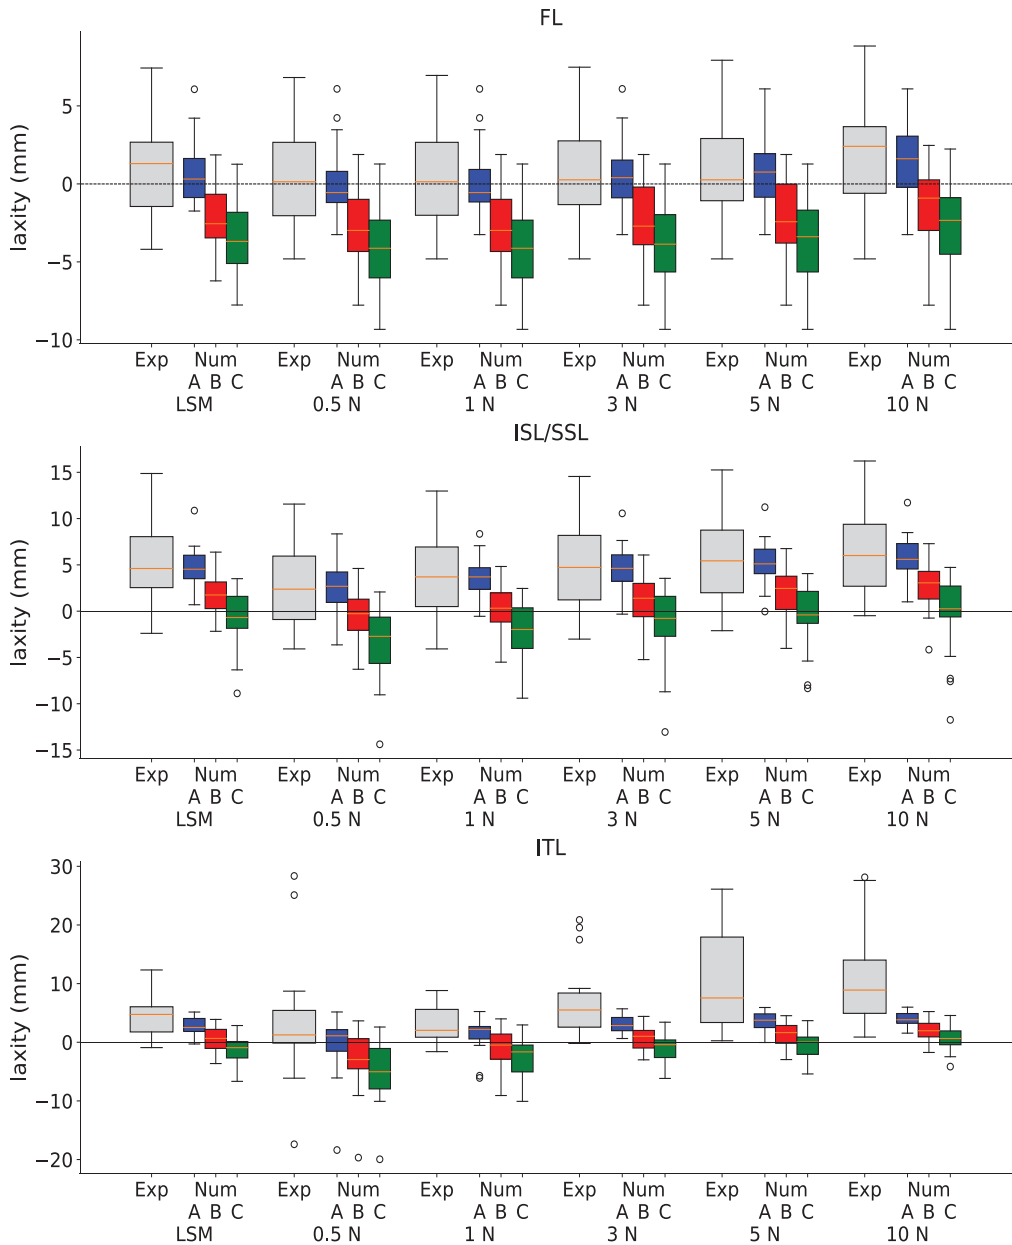 FL
laxity (mm)
5
0
−5
−10
Exp Num Exp Num Exp Num Exp Num Exp Num Exp Num
A B C A B C A B C A B C A B C A B C
LSM 0.5 N 1 N 3 N 5 N 10 N
ISL/SSL
laxity (mm)
15
10
5
0
−5
−10
−15
Exp Num Exp Num Exp Num Exp Num Exp Num Exp Num
A B C A B C A B C A B C A B C A B C
LSM 0.5 N 1 N 3 N 5 N 10 N
ITL
laxity (mm)
30
20
10
0
−10
−20
Exp Num Exp Num Exp Num Exp Num Exp Num Exp Num
A B C A B C A B C A B C A B C A B C
LSM 0.5 N 1 N 3 N 5 N 10 N